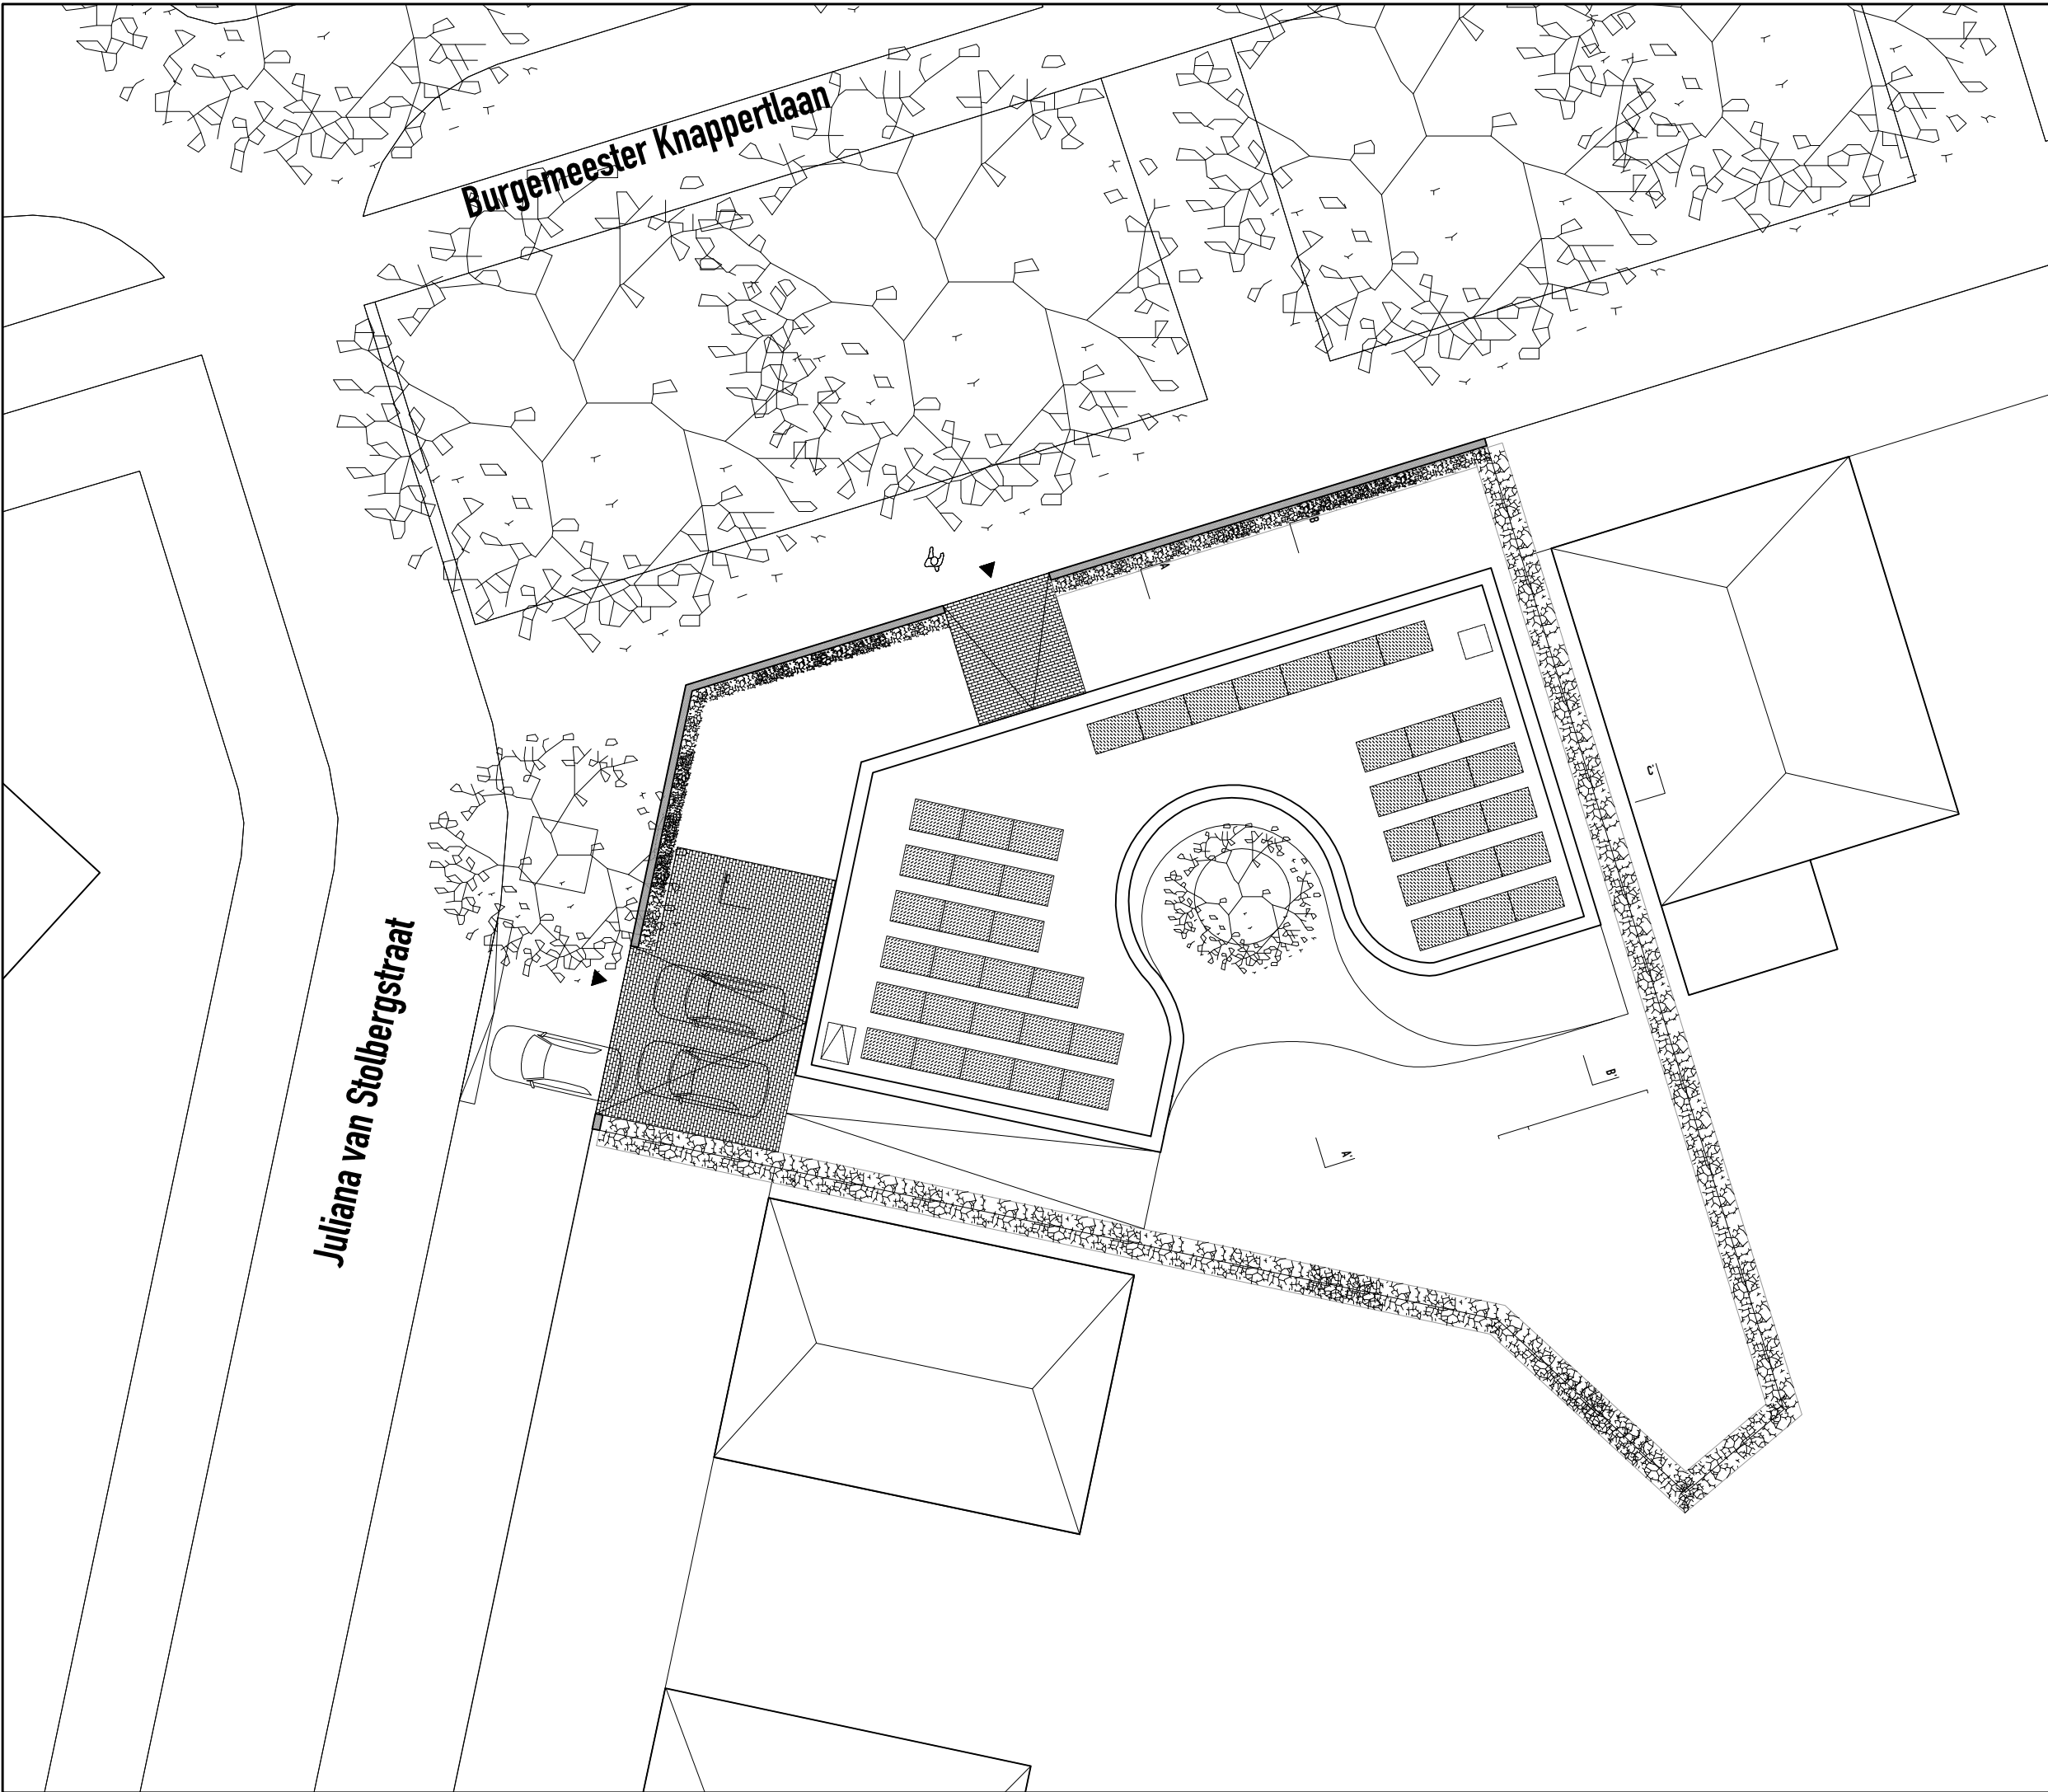 Burgemeester Knappertlaan
B
A
C'
B'
A'
Juliana van Stolbergstraat